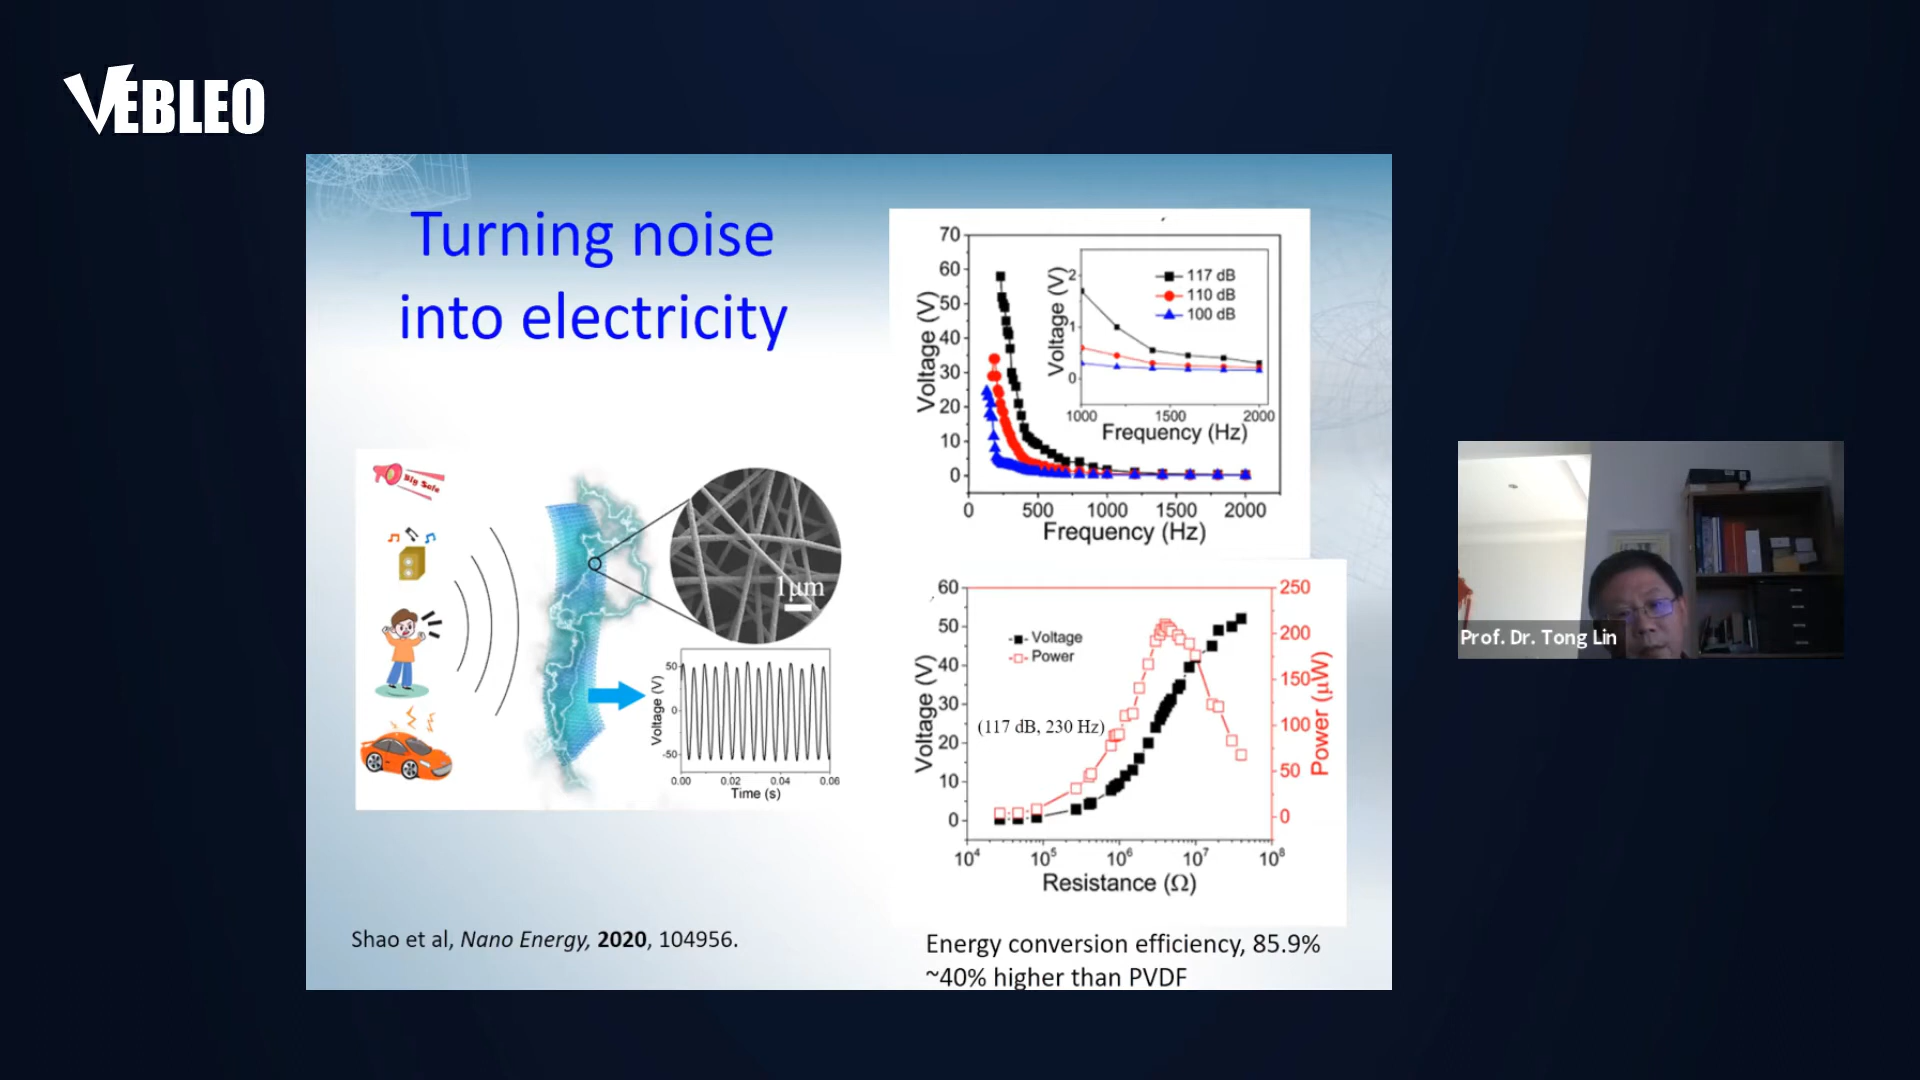 VEBLEO
Turning noise
into electricity
Big Sale
1μm
Voltage (V)
50
0
-50
0.00 0.02 0.04 0.06
Time (s)
Shao et al, Nano Energy, 2020, 104956.
Voltage (V)
70
60
50
40
30
20
10
0
0 500 1000 1500 2000
Frequency (Hz)
Voltage (V)
2
1
0
117 dB
110 dB
100 dB
1000 1500 2000
Frequency (Hz)
Voltage (V)
60
50
40
30
20
10
0
Voltage
Power
(117 dB, 230 Hz)
250
200
150
100
50
0
Power (μW)
10⁴ 10⁵ 10⁶ 10⁷ 10⁸
Resistance (Ω)
Energy conversion efficiency, 85.9%
~40% higher than PVDF
Prof. Dr. Tong Lin